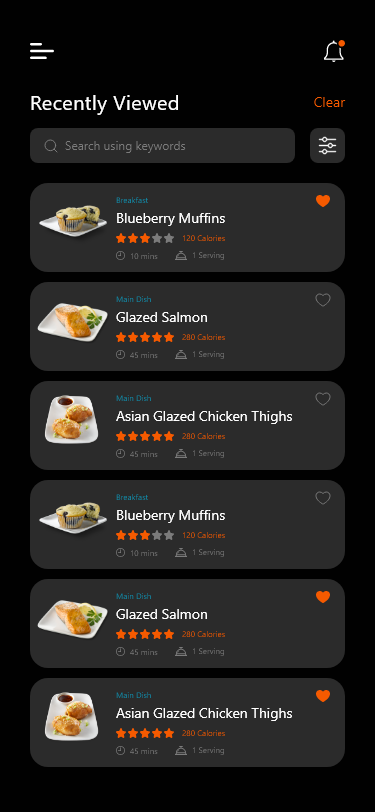 Recently Viewed
Clear
Search using keywords
Breakfast
Blueberry Muffins
120 Calories
10 mins
1 Serving
Main Dish
Glazed Salmon
280 Calories
45 mins
1 Serving
Main Dish
Asian Glazed Chicken Thighs
280 Calories
45 mins
1 Serving
Breakfast
Blueberry Muffins
120 Calories
10 mins
1 Serving
Main Dish
Glazed Salmon
280 Calories
45 mins
1 Serving
Main Dish
Asian Glazed Chicken Thighs
280 Calories
45 mins
1 Serving